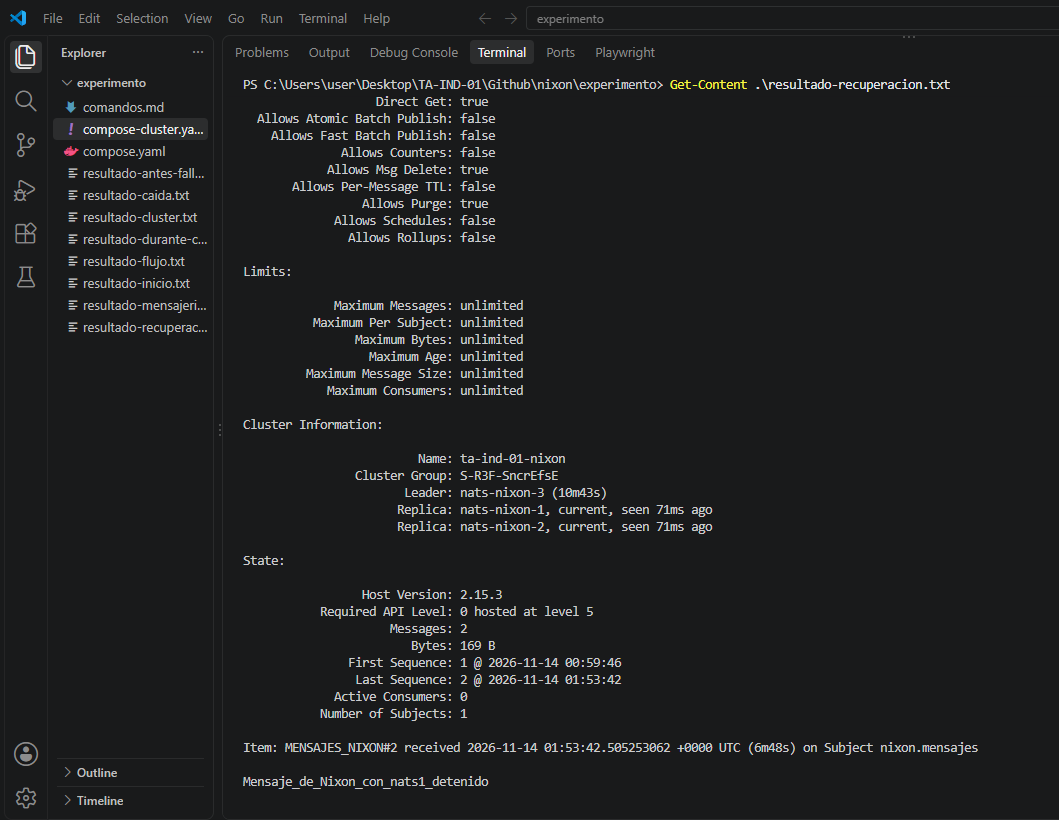 File Edit Selection View Go Run Terminal Help
experimento
Explorer
experimento
comandos.md
compose-cluster.ya...
compose.yaml
resultado-antes-fall...
resultado-caida.txt
resultado-cluster.txt
resultado-durante-c...
resultado-flujo.txt
resultado-inicio.txt
resultado-mensajeri...
resultado-recuperac...
Outline
Timeline
Problems Output Debug Console Terminal Ports Playwright
PS C:\Users\user\Desktop\TA-IND-01\Github\nixon\experimento> Get-Content .\resultado-recuperacion.txt
Direct Get: true
Allows Atomic Batch Publish: false
Allows Fast Batch Publish: false
Allows Counters: false
Allows Msg Delete: true
Allows Per-Message TTL: false
Allows Purge: true
Allows Schedules: false
Allows Rollups: false
Limits:
Maximum Messages: unlimited
Maximum Per Subject: unlimited
Maximum Bytes: unlimited
Maximum Age: unlimited
Maximum Message Size: unlimited
Maximum Consumers: unlimited
Cluster Information:
Name: ta-ind-01-nixon
Cluster Group: S-R3F-SncrEfsE
Leader: nats-nixon-3 (10m43s)
Replica: nats-nixon-1, current, seen 71ms ago
Replica: nats-nixon-2, current, seen 71ms ago
State:
Host Version: 2.15.3
Required API Level: 0 hosted at level 5
Messages: 2
Bytes: 169 B
First Sequence: 1 @ 2026-11-14 00:59:46
Last Sequence: 2 @ 2026-11-14 01:53:42
Active Consumers: 0
Number of Subjects: 1
Item: MENSAJES_NIXON#2 received 2026-11-14 01:53:42.505253062 +0000 UTC (6m48s) on Subject nixon.mensajes
Mensaje_de_Nixon_con_nats1_detenido